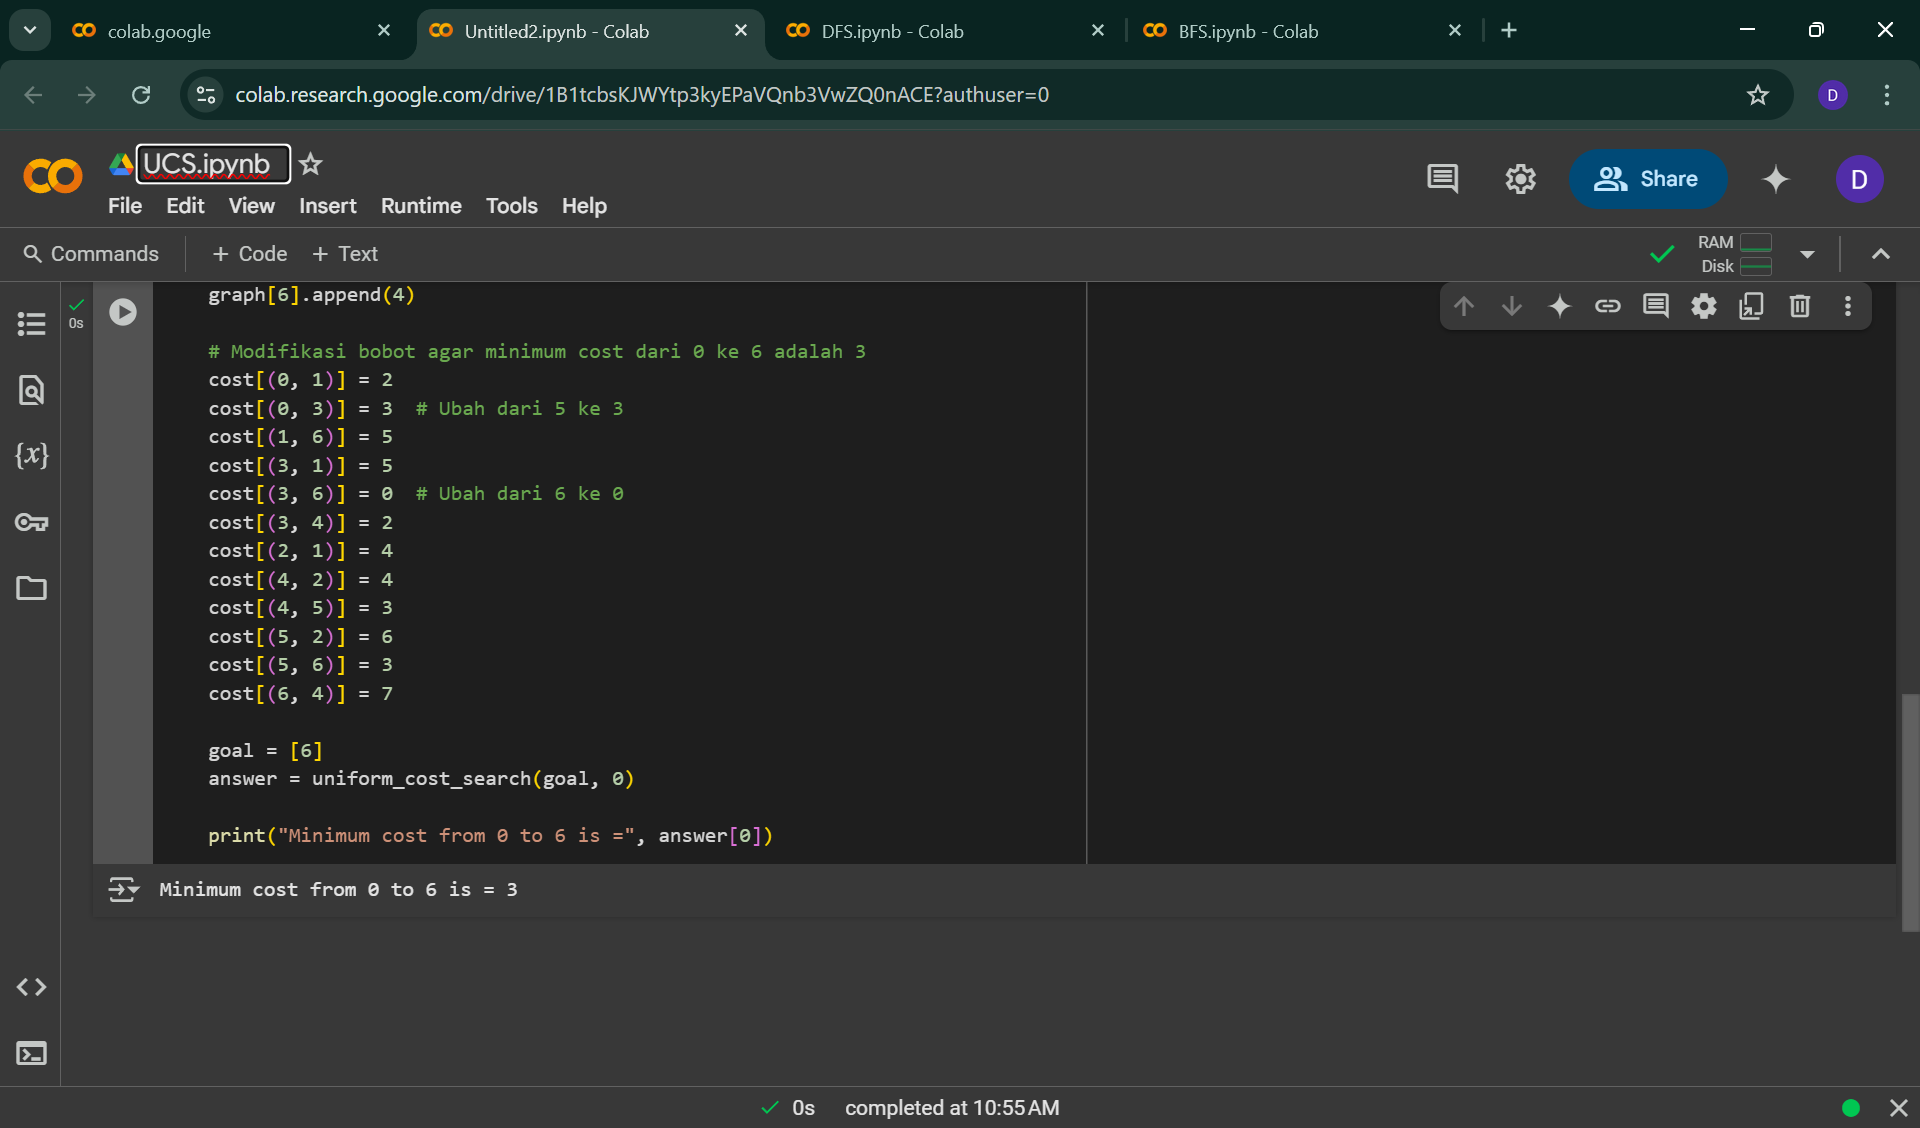 colab.google
Untitled2.ipynb - Colab
DFS.ipynb - Colab
BFS.ipynb - Colab
colab.research.google.com/drive/1B1tcbsKJWYtp3kyEPaVQnb3VwZQ0nACE?authuser=0
D
UCS.ipynb
File Edit View Insert Runtime Tools Help
Share
D
Commands + Code + Text
RAM
Disk
0s
{x}
graph[6].append(4)
# Modifikasi bobot agar minimum cost dari 0 ke 6 adalah 3
cost[(0, 1)] = 2
cost[(0, 3)] = 3 # Ubah dari 5 ke 3
cost[(1, 6)] = 5
cost[(3, 1)] = 5
cost[(3, 6)] = 0 # Ubah dari 6 ke 0
cost[(3, 4)] = 2
cost[(2, 1)] = 4
cost[(4, 2)] = 4
cost[(4, 5)] = 3
cost[(5, 2)] = 6
cost[(5, 6)] = 3
cost[(6, 4)] = 7
goal = [6]
answer = uniform_cost_search(goal, 0)
print("Minimum cost from 0 to 6 is =", answer[0])
Minimum cost from 0 to 6 is = 3
0s completed at 10:55 AM